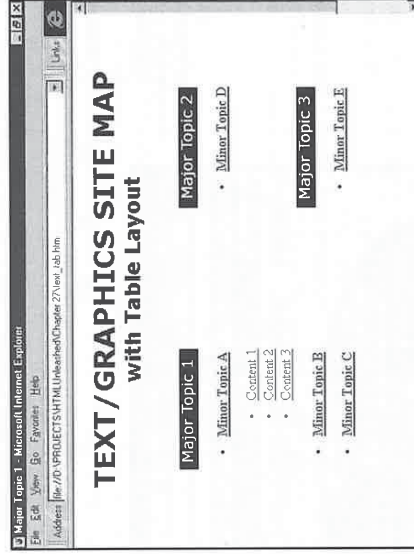 Major Topic 1 - Microsoft Internet Explorer
File Edit View Go Favorites Help
Address file://D:\PROJECTS\HTMLUnleashed\Chapter 27\text_tab.htm Links
TEXT/GRAPHICS SITE MAP
with Table Layout
Major Topic 1
• Minor Topic A
• Content 1
• Content 2
• Content 3
• Minor Topic B
• Minor Topic C
Major Topic 2
• Minor Topic D
Major Topic 3
• Minor Topic E